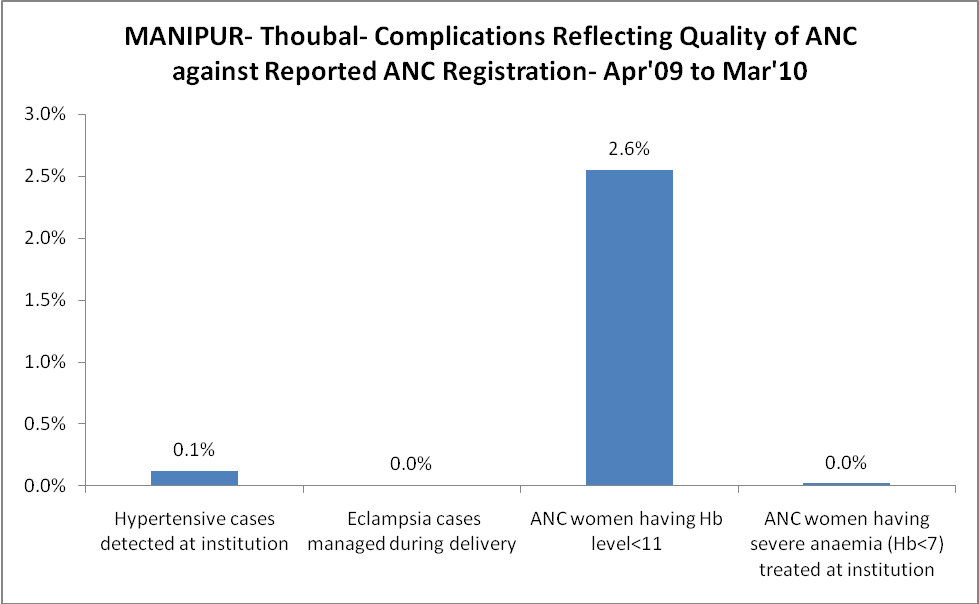 MANIPUR- Thoubal- Complications Reflecting Quality of ANC
against Reported ANC Registration- Apr'09 to Mar'10
3.0%
2.5%
2.0%
1.5%
1.0%
0.5%
0.0%
0.1%
0.0%
2.6%
0.0%
Hypertensive cases
detected at institution
Eclampsia cases
managed during delivery
ANC women having Hb
level<11
ANC women having
severe anaemia (Hb<7)
treated at institution